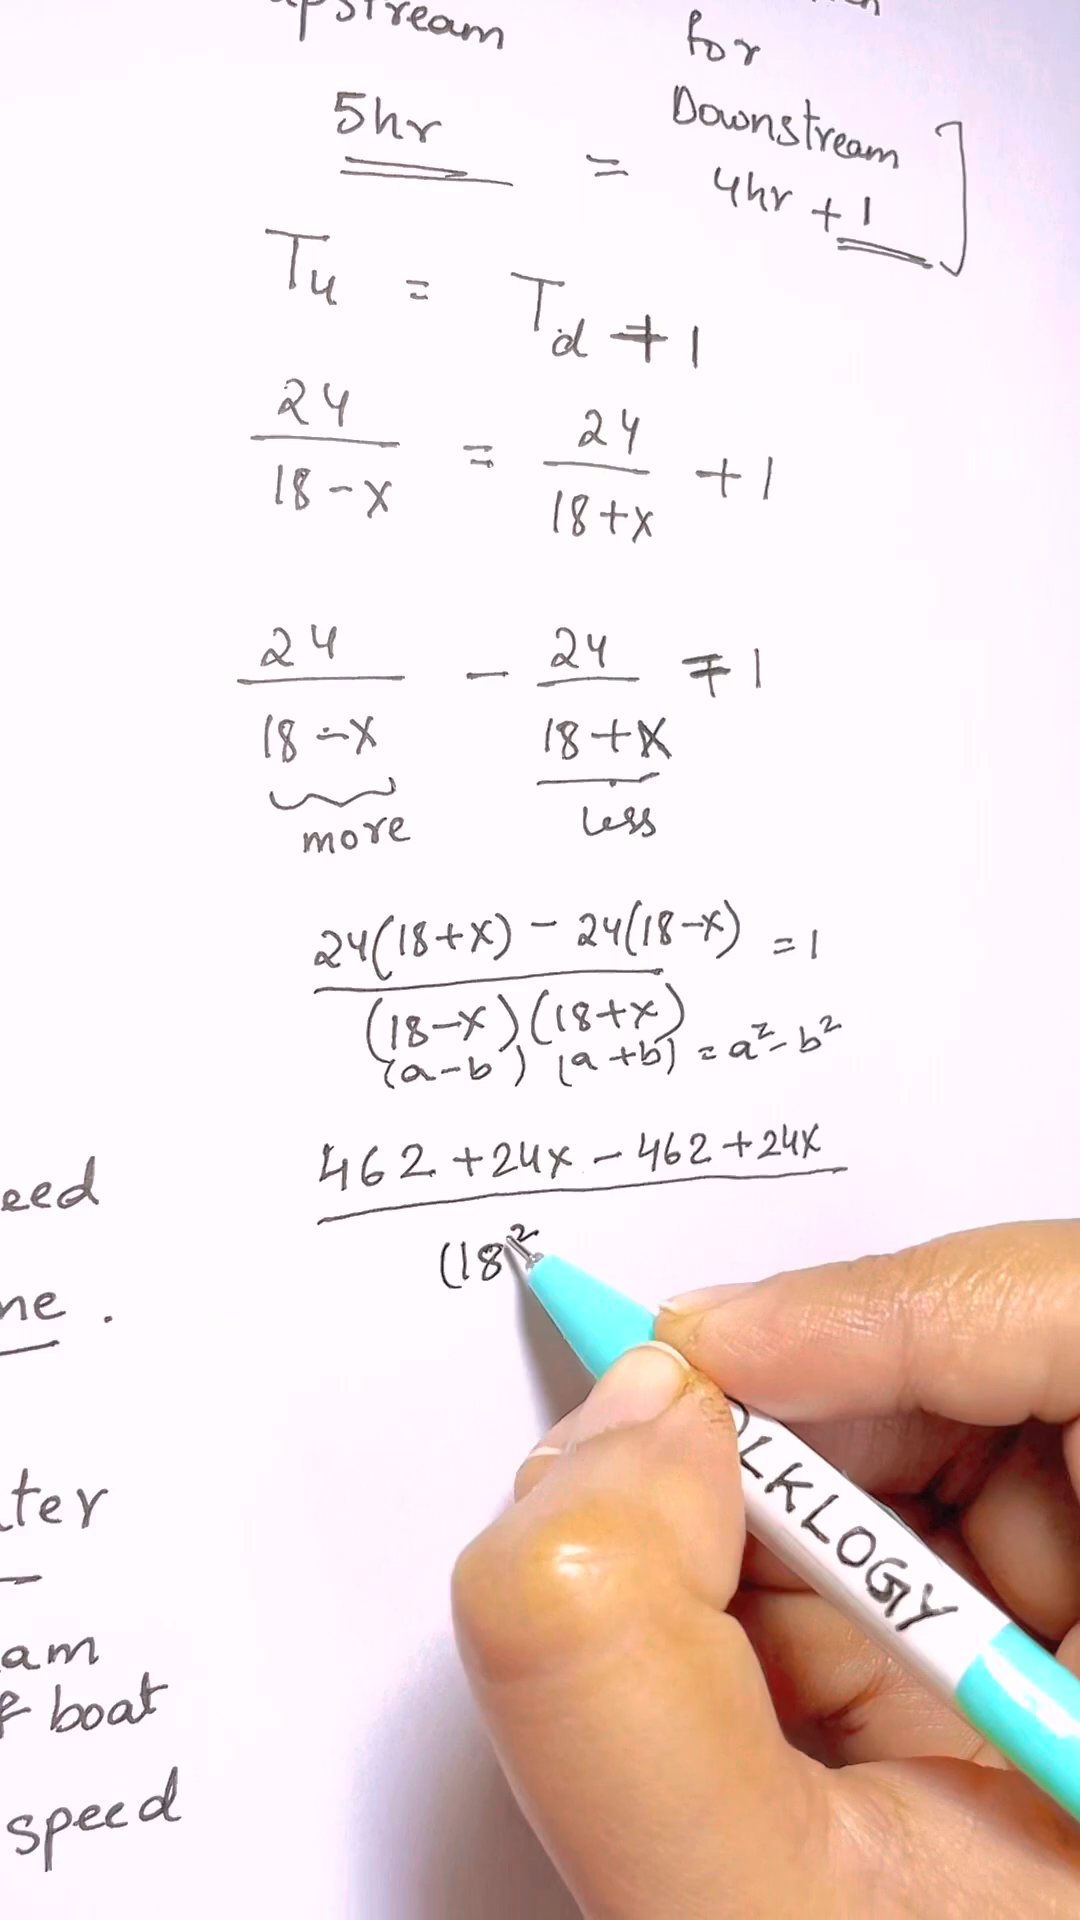 upstream
for
Downstream
5hr = 4hr + 1
Tu = Td + 1
24/18-x = 24/18+x + 1
24/18-x - 24/18+x = 1
more less
24(18+x) - 24(18-x) = 1
(18-x)(18+x)
(a-b) (a+b) = a²-b²
462 + 24x - 462 + 24x
(18²
eed
ne .
ter
am
boat
speed
LKLOGY